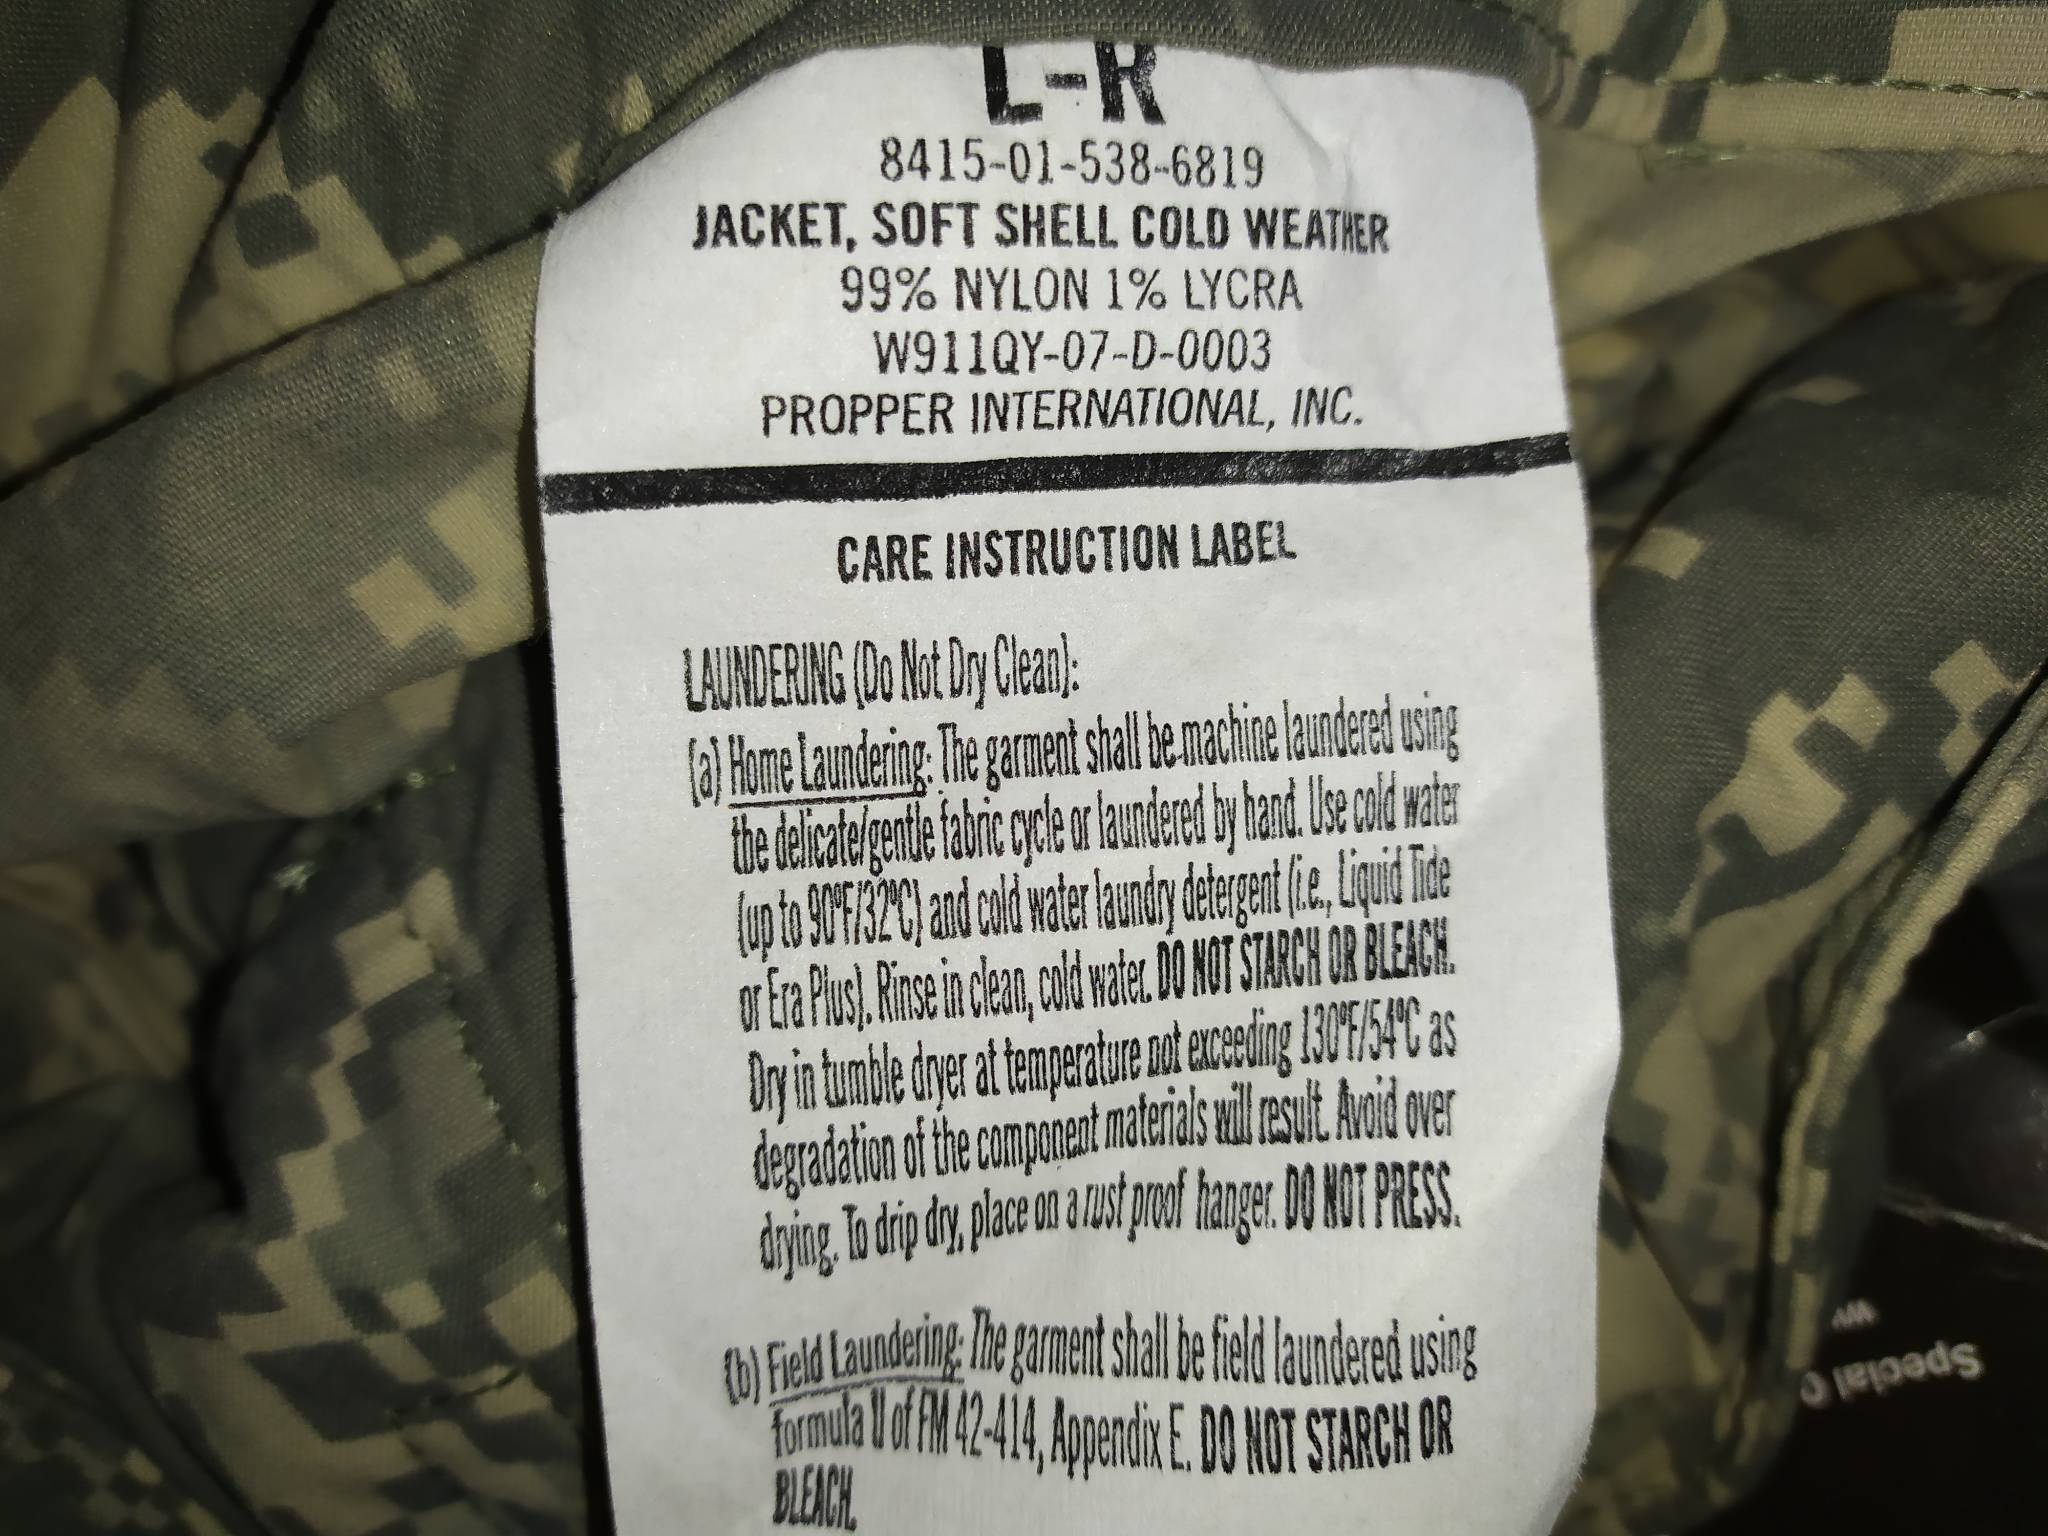 L-R
8415-01-538-6819
JACKET, SOFT SHELL COLD WEATHER
99% NYLON 1% LYCRA
W911QY-07-D-0003
PROPPER INTERNATIONAL, INC.
CARE INSTRUCTION LABEL
LAUNDERING (Do Not Dry Clean):
(a) Home Laundering: The garment shall be machine laundered using
the delicate/gentle fabric cycle or laundered by hand. Use cold water
(up to 90°F/32°C) and cold water laundry detergent (i.e., Liquid Tide
or Era Plus). Rinse in clean, cold water. DO NOT STARCH OR BLEACH.
Dry in tumble dryer at temperature not exceeding 130°F/54°C as
degradation of the component materials will result. Avoid over
drying. To drip dry, place on a rust proof hanger. DO NOT PRESS.
(b) Field Laundering: The garment shall be field laundered using
formula II of FM 42-414, Appendix E. DO NOT STARCH OR
BLEACH.
Special